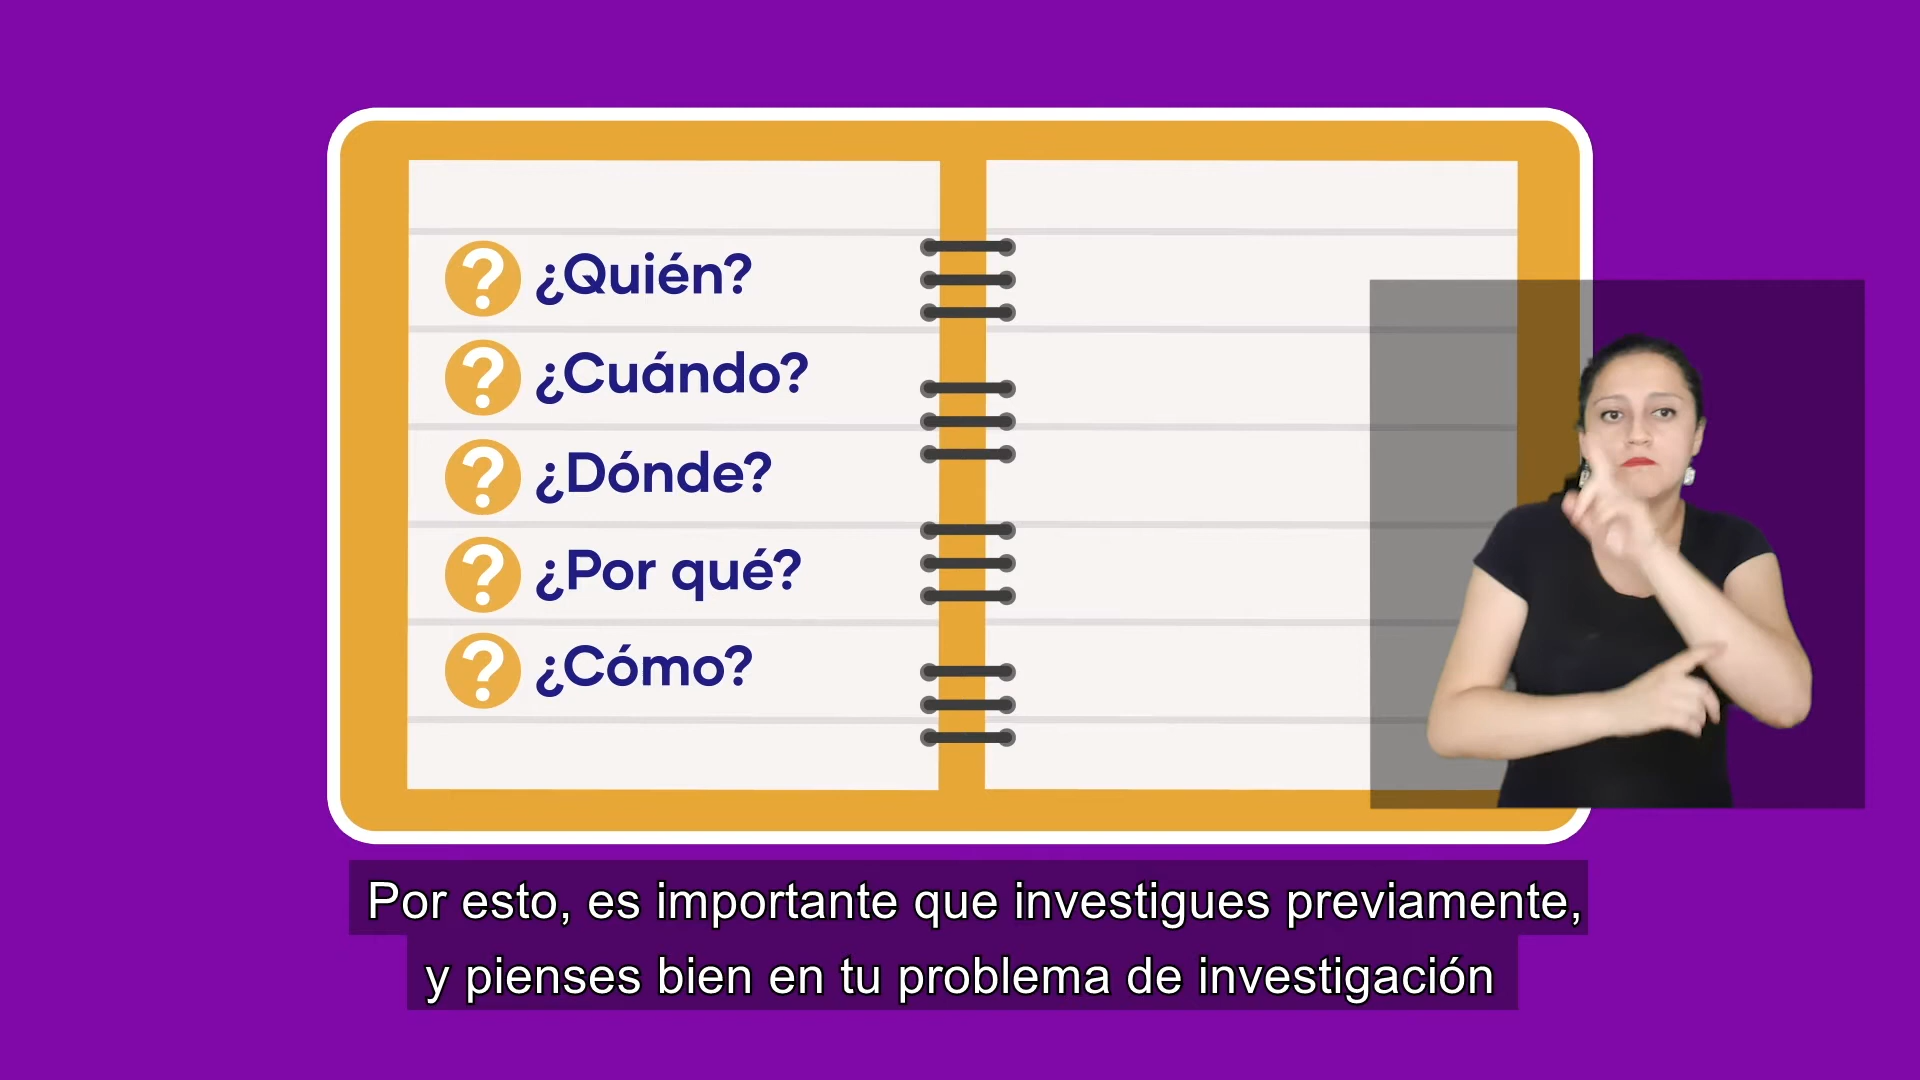 ¿Quién?
¿Cuándo?
¿Dónde?
¿Por qué?
¿Cómo?
Por esto, es importante que investigues previamente,
y pienses bien en tu problema de investigación